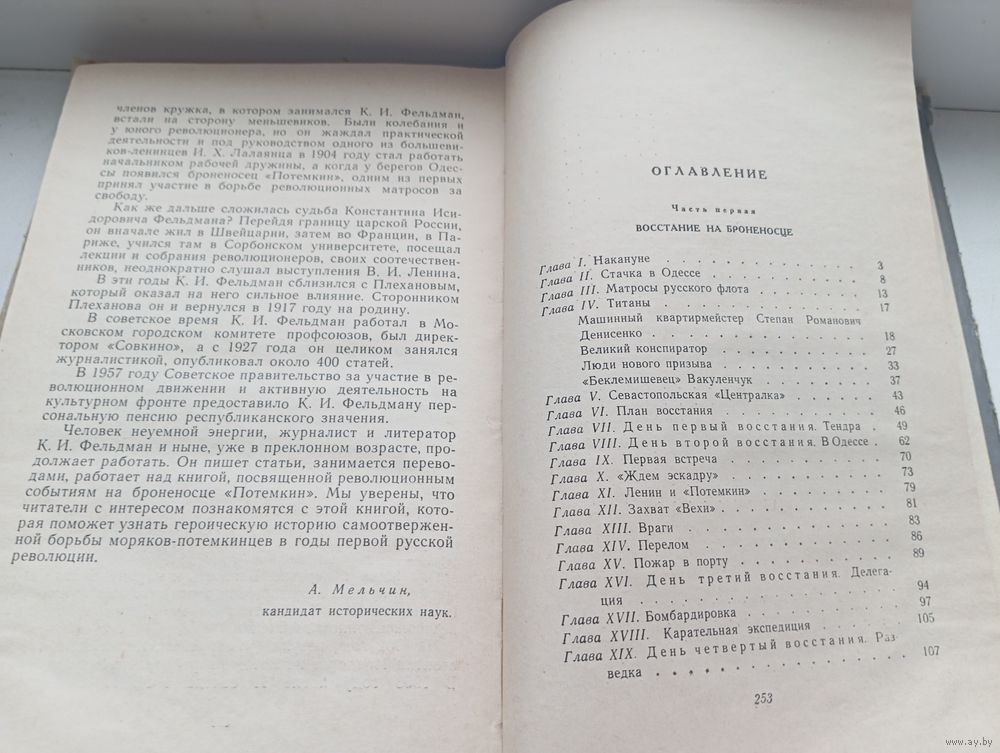 членов кружка, в котором занимался К. И. Фельдман,
встали на сторону меньшевиков. Были колебания и
у юного революционера, но он жаждал практической
деятельности и под руководством одного из большеви-
ков-ленинцев И. Х. Лалаянца в 1904 году стал работать
начальником рабочей дружины, а когда у берегов Одес-
сы появился броненосец «Потемкин», одним из первых
принял участие в борьбе революционных матросов за
свободу.
Как же дальше сложилась судьба Константина Иси-
доровича Фельдмана? Перейдя границу царской России,
он вначале жил в Швейцарии, затем во Франции, в Па-
риже, учился там в Сорбонском университете, посещал
лекции и собрания революционеров, своих соотечествен-
ников, неоднократно слушал выступления В. И. Ленина.
В эти годы К. И. Фельдман сблизился с Плехановым,
который оказал на него сильное влияние. Сторонником
Плеханова он и вернулся в 1917 году на родину.
В советское время К. И. Фельдман работал в Мо-
сковском городском комитете профсоюзов, был дирек-
тором «Совкино», а с 1927 года он целиком занялся
журналистикой, опубликовал около 400 статей.
В 1957 году Советское правительство за участие в ре-
волюционном движении и активную деятельность на
культурном фронте предоставило К. И. Фельдману пер-
сональную пенсию республиканского значения.
Человек неуемной энергии, журналист и литератор
К. И. Фельдман и ныне, уже в преклонном возрасте, про-
должает работать. Он пишет статьи, занимается перево-
дами, работает над книгой, посвященной революционным
событиям на броненосце «Потемкин». Мы уверены, что
читатели с интересом познакомятся с этой книгой, кото-
рая поможет узнать героическую историю самоотвержен-
ной борьбы моряков-потемкинцев в годы первой русской
революции.
А. Мельчин,
кандидат исторических наук.
ОГЛАВЛЕНИЕ
Часть первая
ВОССТАНИЕ НА БРОНЕНОСЦЕ
Глава I. Накануне . . . . . . . . . . . 3
Глава II. Стачка в Одессе . . . . . . . . . 8
Глава III. Матросы русского флота . . . . . . 13
Глава IV. Титаны . . . . . . . . . . . 17
Машинный квартирмейстер Степан Романович
Денисенко . . . . . . . . . . . 18
Великий конспиратор . . . . . . . . 27
Люди нового призыва . . . . . . . . 33
«Беклемишевец» Вакуленчук . . . . . . 37
Глава V. Севастопольская «Централка» . . . . . 43
Глава VI. План восстания . . . . . . . . . 46
Глава VII. День первый восстания. Тендра . 49
Глава VIII. День второй восстания. В Одессе . 62
Глава IX. Первая встреча . . . . . . . . 70
Глава X. «Ждем эскадру» . . . . . . . . 73
Глава XI. Ленин и «Потемкин» . . . . . . . 79
Глава XII. Захват «Вехи» . . . . . . . . . 81
Глава XIII. Враги . . . . . . . . . . . 83
Глава XIV. Перелом . . . . . . . . . . 86
Глава XV. Пожар в порту . . . . . . . . 89
Глава XVI. День третий восстания. Делега-
ция . . . . . . . . . . . . 94
Глава XVII. Бомбардировка . . . . . . . . 97
Глава XVIII. Карательная экспедиция . . . . . 105
Глава XIX. День четвертый восстания. Раз-
ведка . . . . . . . . . . . 107
253
www.ay.by